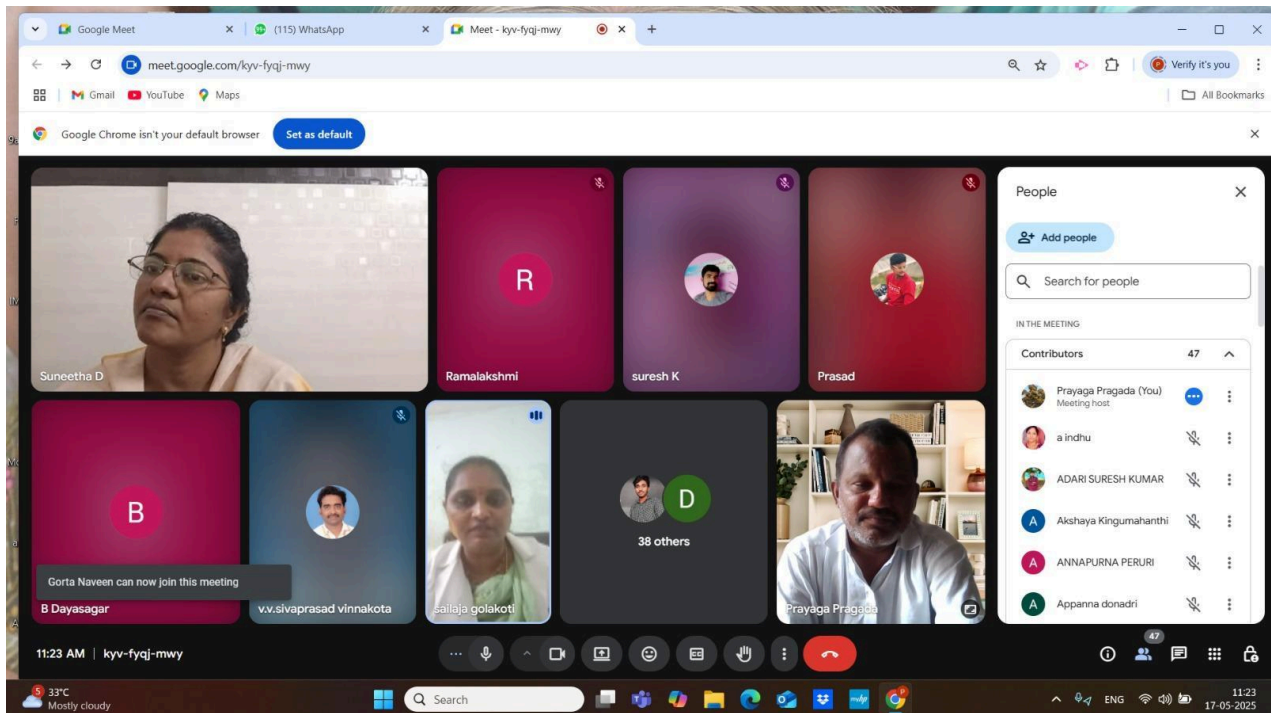 Google Meet
(115) WhatsApp
Meet - kyv-fyqj-mwy
meet.google.com/kyv-fyqj-mwy
Verify it's you
Gmail
YouTube
Maps
All Bookmarks
Google Chrome isn't your default browser
Set as default
Suneetha D
R
Ramalakshmi
suresh K
Prasad
B
Gorta Naveen can now join this meeting
B Dayasagar
v.v.sivaprasad vinnakota
sailaja golakoti
D
38 others
Prayaga Pragada
People
Add people
Search for people
IN THE MEETING
Contributors 47
Prayaga Pragada (You)
Meeting host
a indhu
ADARI SURESH KUMAR
A Akshaya Kingumahanthi
A ANNAPURNA PERURI
A Appanna donadri
11:23 AM | kyv-fyqj-mwy
CC
47
5
33°C
Mostly cloudy
Search
mhp
ENG
11:23
17-05-2025